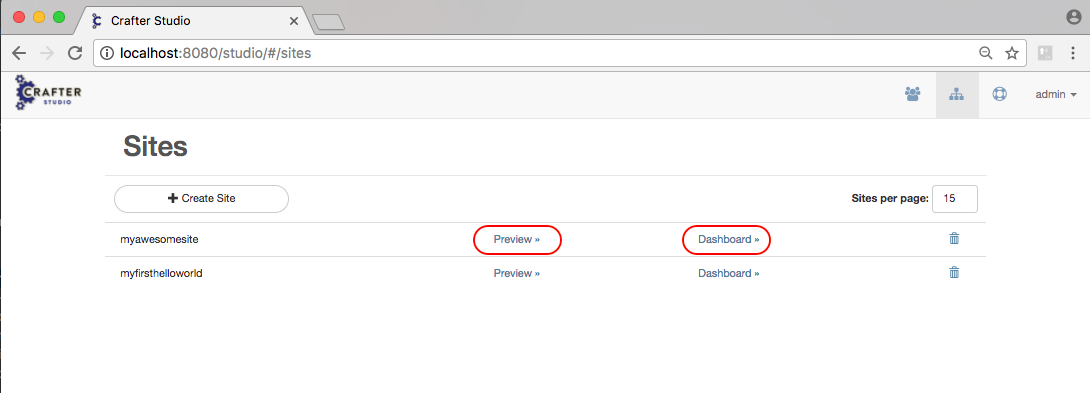 Crafter Studio
localhost:8080/studio/#/sites
CRAFTER
STUDIO
admin
Sites
Create Site
Sites per page: 15
myawesomesite Preview » Dashboard »
myfirsthelloworld Preview » Dashboard »